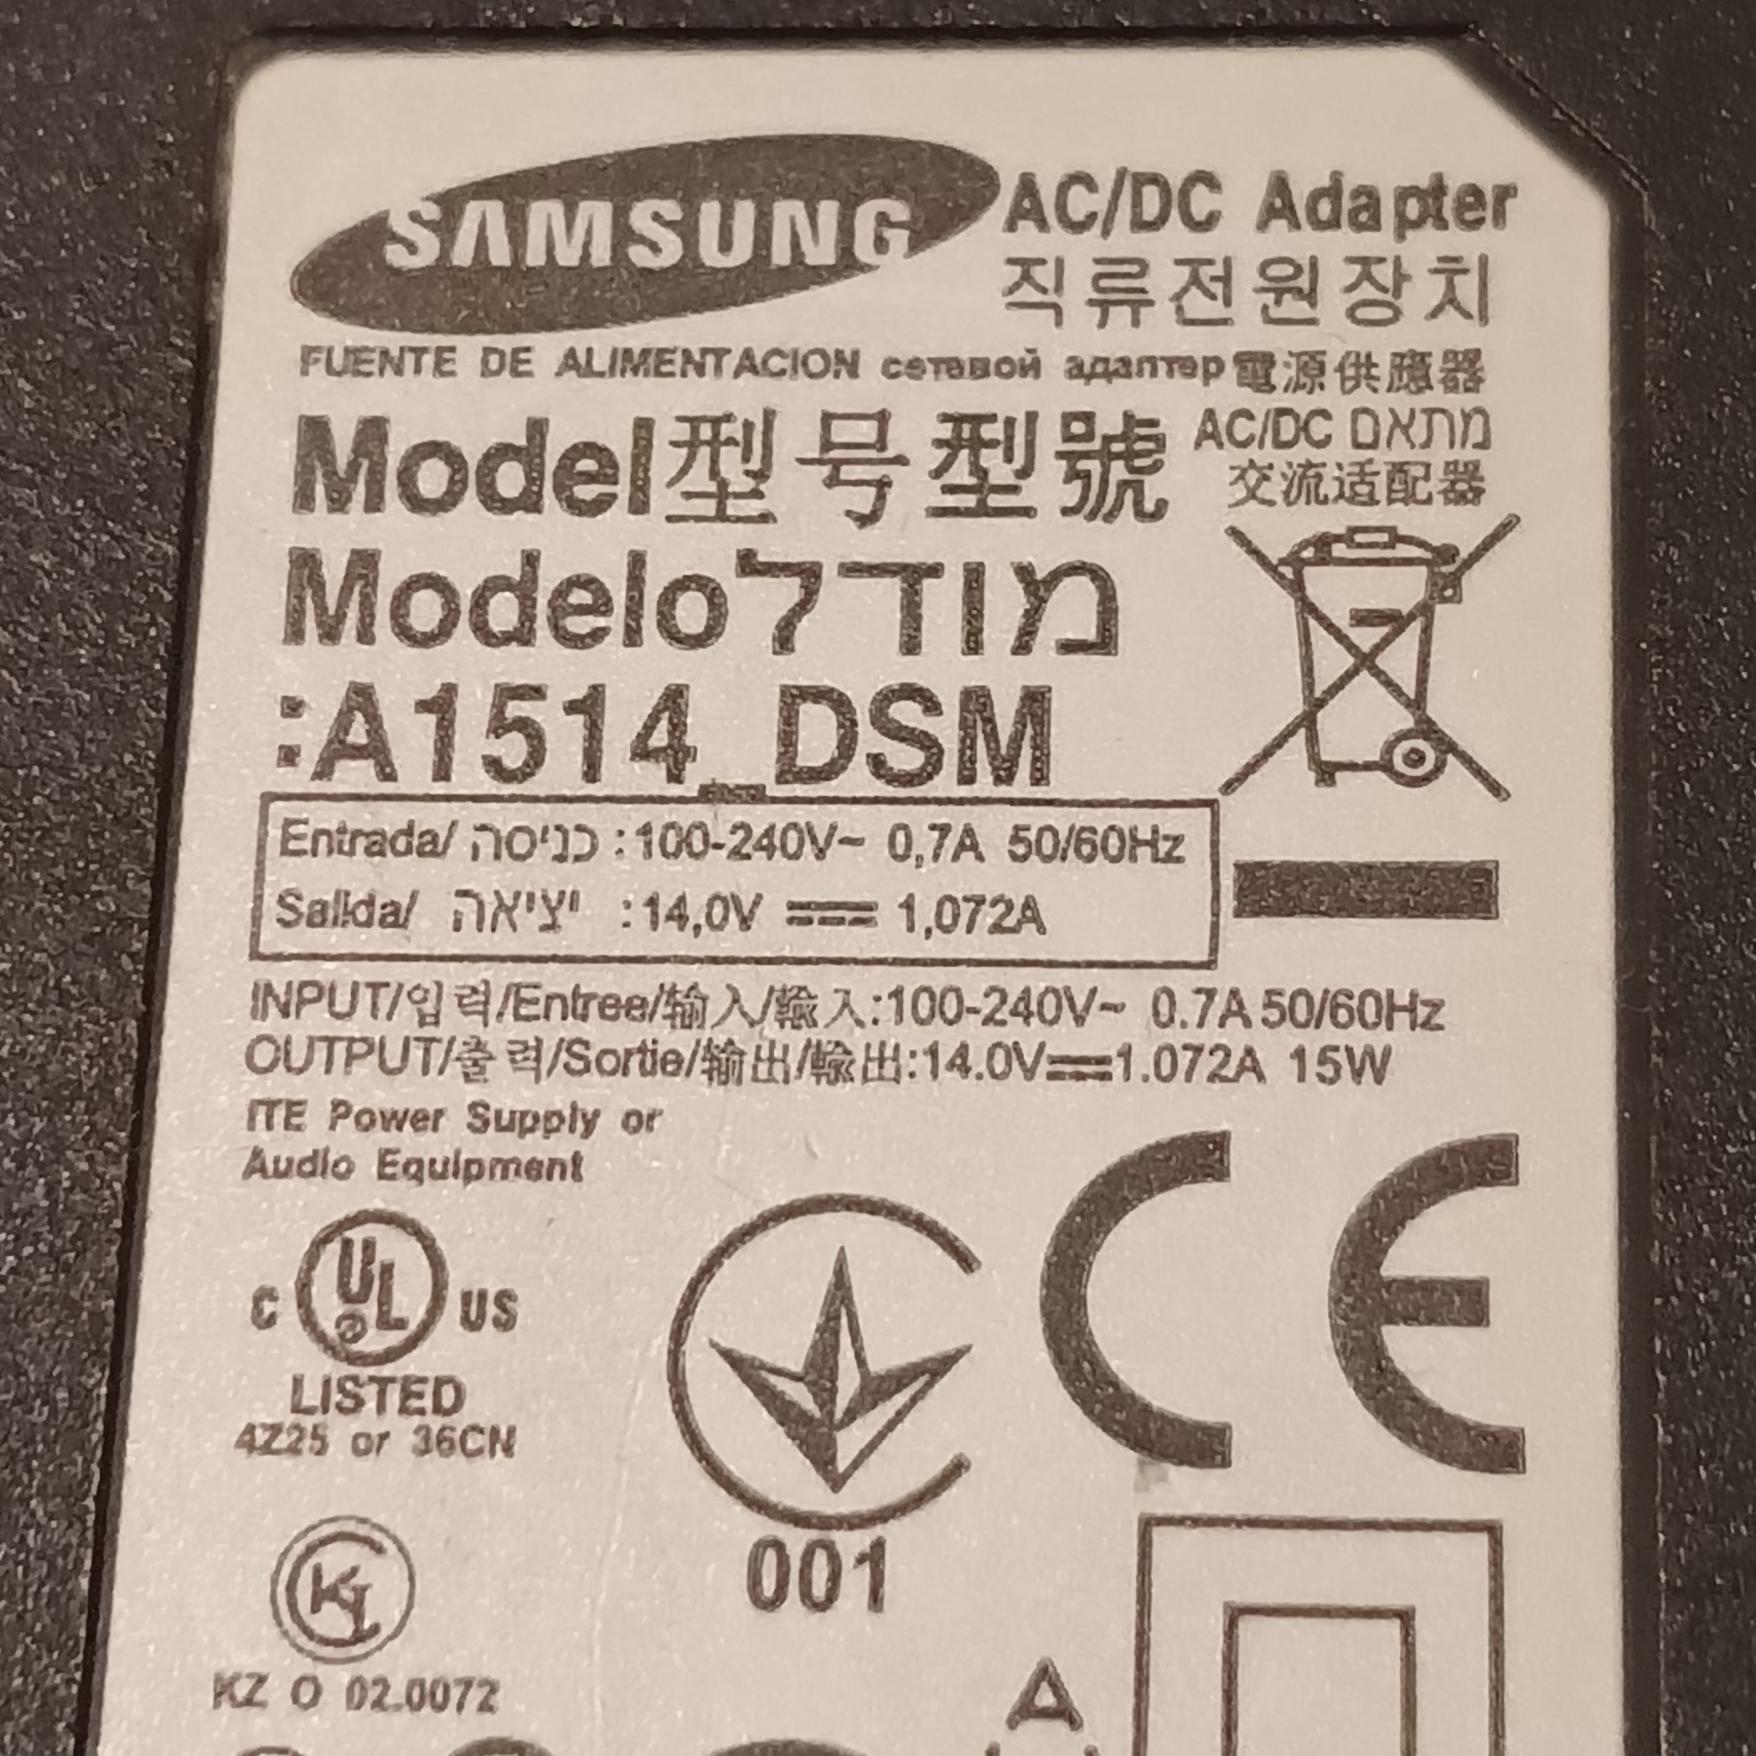 SAMSUNG AC/DC Adapter
직류전원장치
FUENTE DE ALIMENTACION сетевой адаптер 電源供應器
Model型号型號 AC/DC מתאם
交流适配器
Modelo מודל
:A1514_DSM
Entrada/ כניסה :100-240V~ 0,7A 50/60Hz
Salida/ יציאה :14,0V ⎓ 1,072A
INPUT/입력/Entree/输入/輸入:100-240V~ 0.7A 50/60Hz
OUTPUT/출력/Sortie/输出/輸出:14.0V⎓1.072A 15W
ITE Power Supply or
Audio Equipment
C UL ® US
LISTED
4Z25 or 36CN
CE
001
KZ O 02.0072
A